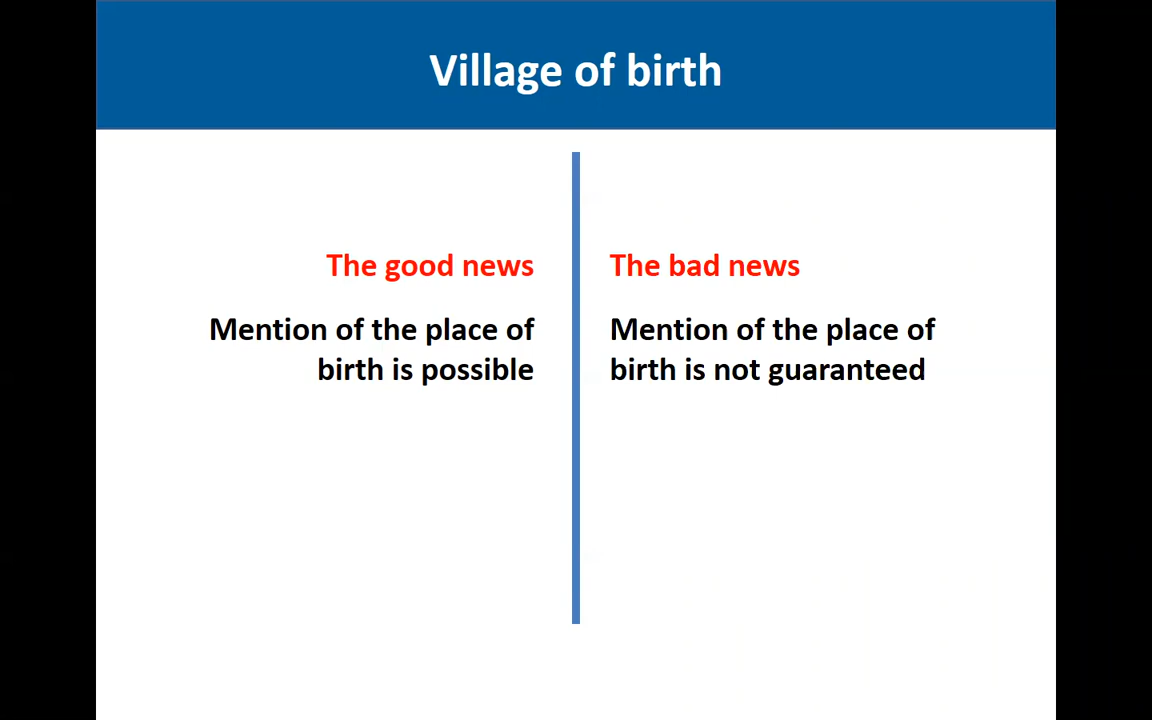 Village of birth
The good news
Mention of the place of
birth is possible
The bad news
Mention of the place of
birth is not guaranteed